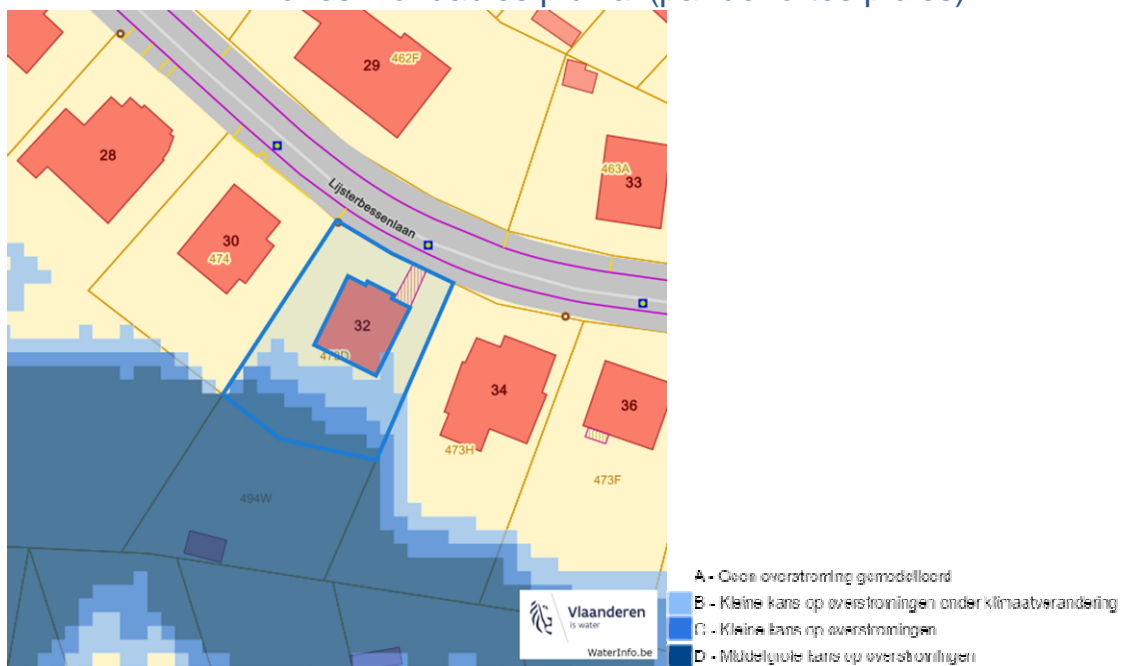 29
462F
28
463A
33
Lijsterbessenlaan
30
474
32
34
36
473H
473F
494W
Vlaanderen
is water
WaterInfo.be
A - Geen overstroming gemodelleerd
B - Kleine kans op overstromingen onder klimaatverandering
C - Kleine kans op overstromingen
D - Middelgrote kans op overstromingen